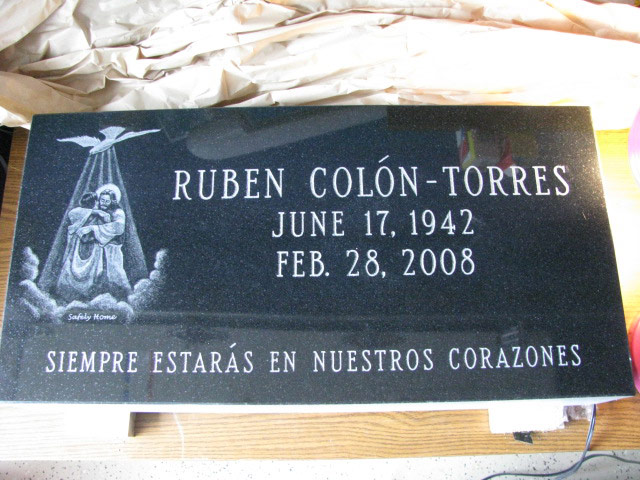 RUBEN COLÓN-TORRES
JUNE 17, 1942
FEB. 28, 2008
Safely Home
SIEMPRE ESTARÁS EN NUESTROS CORAZONES